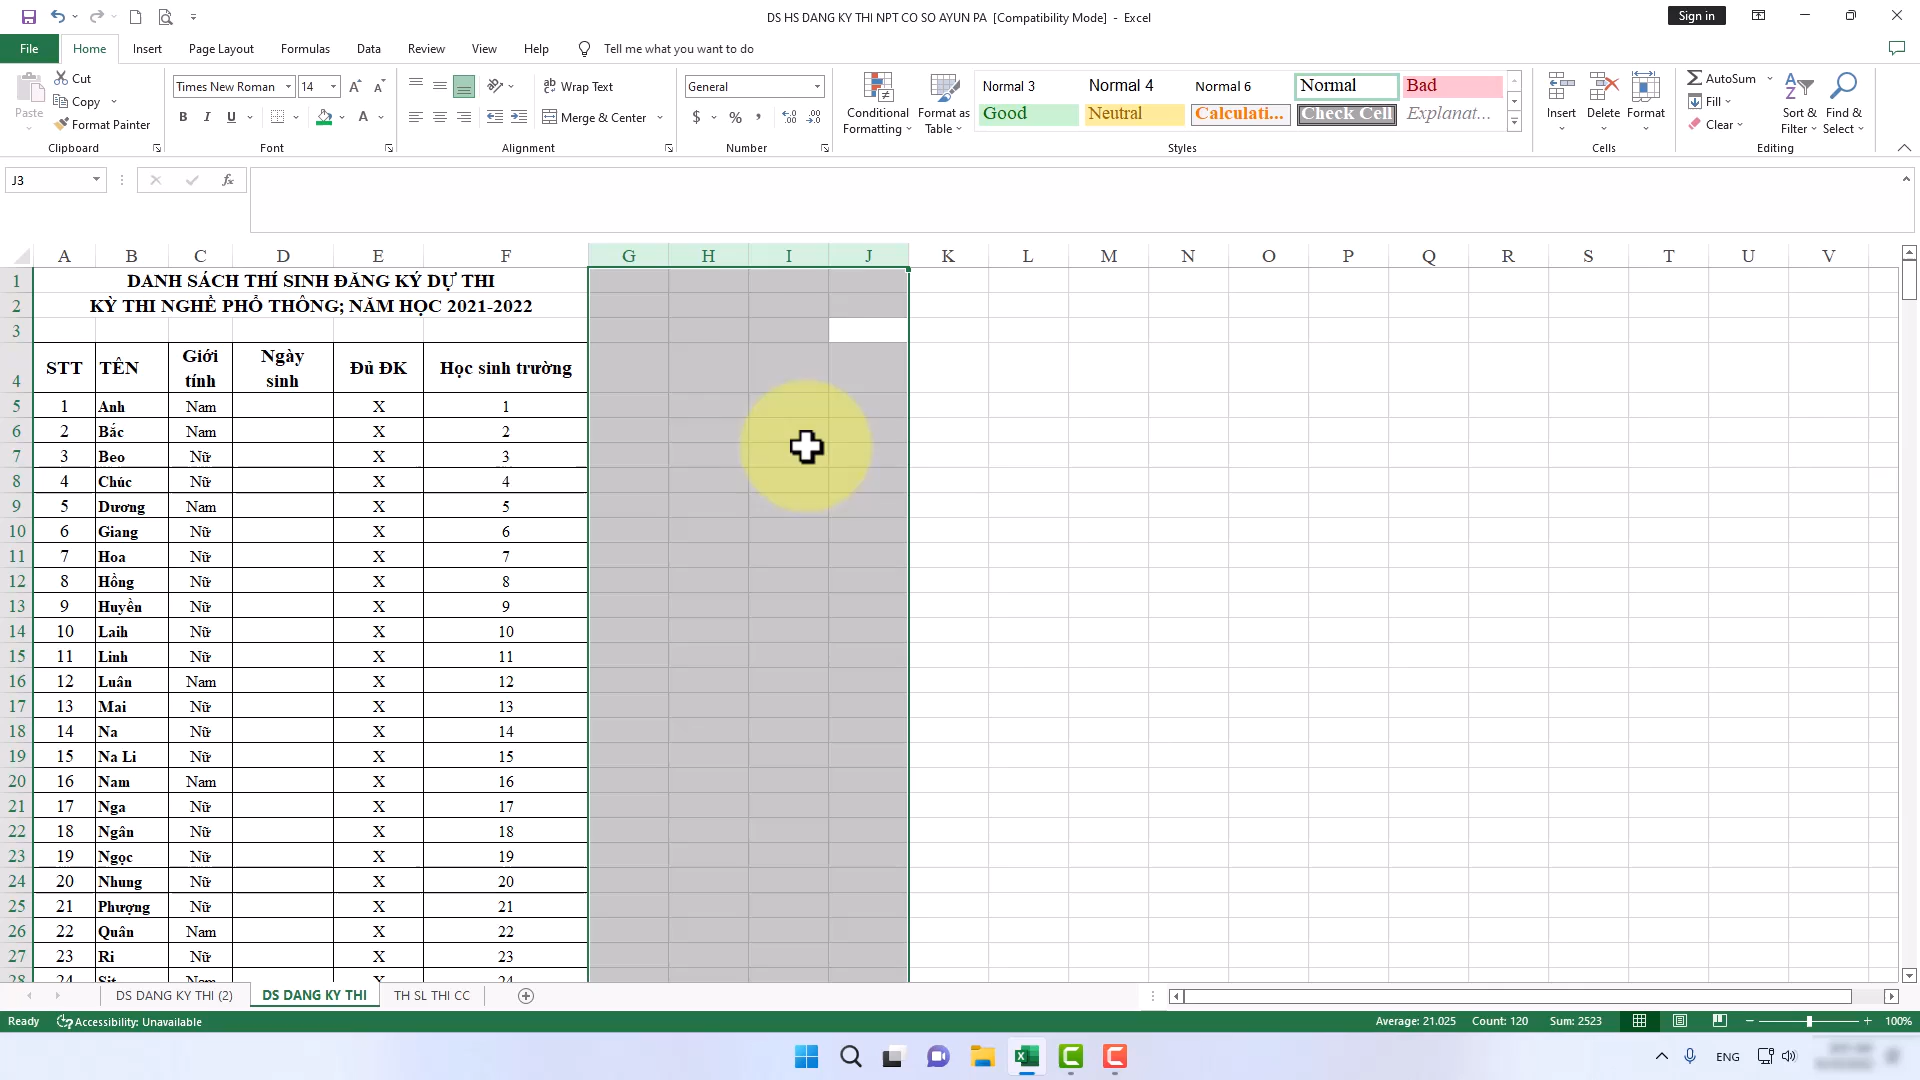 DS HS DANG KY THI NPT CO SO AYUN PA [Compatibility Mode] - Excel
Sign in
File Home Insert Page Layout Formulas Data Review View Help Tell me what you want to do
Paste
Cut
Copy
Format Painter
Clipboard
Times New Roman 14
B I U
Font
Wrap Text
Merge & Center
Alignment
General
$ % ,
Number
Conditional Formatting
Format as Table
Normal 3 Normal 4 Normal 6 Normal Bad
Good Neutral Calculati... Check Cell Explanat...
Styles
Insert Delete Format
Cells
AutoSum
Fill
Clear
Sort & Filter
Find & Select
Editing
J3
fx
A B C D E F G H I J K L M N O P Q R S T U V
1 DANH SÁCH THÍ SINH ĐĂNG KÝ DỰ THI
2 KỲ THI NGHỀ PHỔ THÔNG; NĂM HỌC 2021-2022
3
4 STT TÊN Giới tính Ngày sinh Đủ ĐK Học sinh trường
5 1 Anh Nam X 1
6 2 Bắc Nam X 2
7 3 Beo Nữ X 3
8 4 Chúc Nữ X 4
9 5 Dương Nam X 5
10 6 Giang Nữ X 6
11 7 Hoa Nữ X 7
12 8 Hồng Nữ X 8
13 9 Huyền Nữ X 9
14 10 Laih Nữ X 10
15 11 Linh Nữ X 11
16 12 Luân Nam X 12
17 13 Mai Nữ X 13
18 14 Na Nữ X 14
19 15 Na Li Nữ X 15
20 16 Nam Nam X 16
21 17 Nga Nữ X 17
22 18 Ngân Nữ X 18
23 19 Ngọc Nữ X 19
24 20 Nhung Nữ X 20
25 21 Phượng Nữ X 21
26 22 Quân Nam X 22
27 23 Ri Nữ X 23
28 24 Sit Nam X 24
DS DANG KY THI (2) DS DANG KY THI TH SL THI CC
Ready Accessibility: Unavailable Average: 21.025 Count: 120 Sum: 2523 100%
ENG